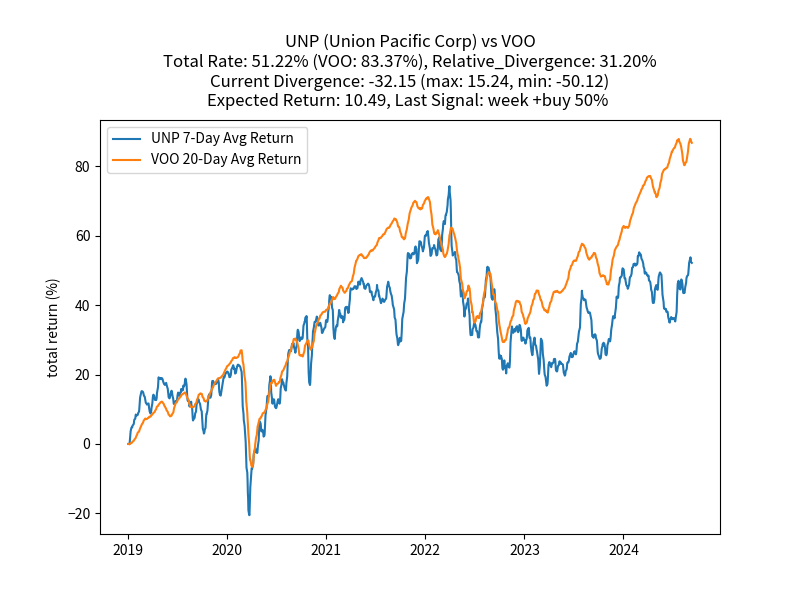 UNP (Union Pacific Corp) vs VOO
Total Rate: 51.22% (VOO: 83.37%), Relative_Divergence: 31.20%
Current Divergence: -32.15 (max: 15.24, min: -50.12)
Expected Return: 10.49, Last Signal: week +buy 50%
UNP 7-Day Avg Return
VOO 20-Day Avg Return
total return (%)
80
60
40
20
0
−20
2019 2020 2021 2022 2023 2024